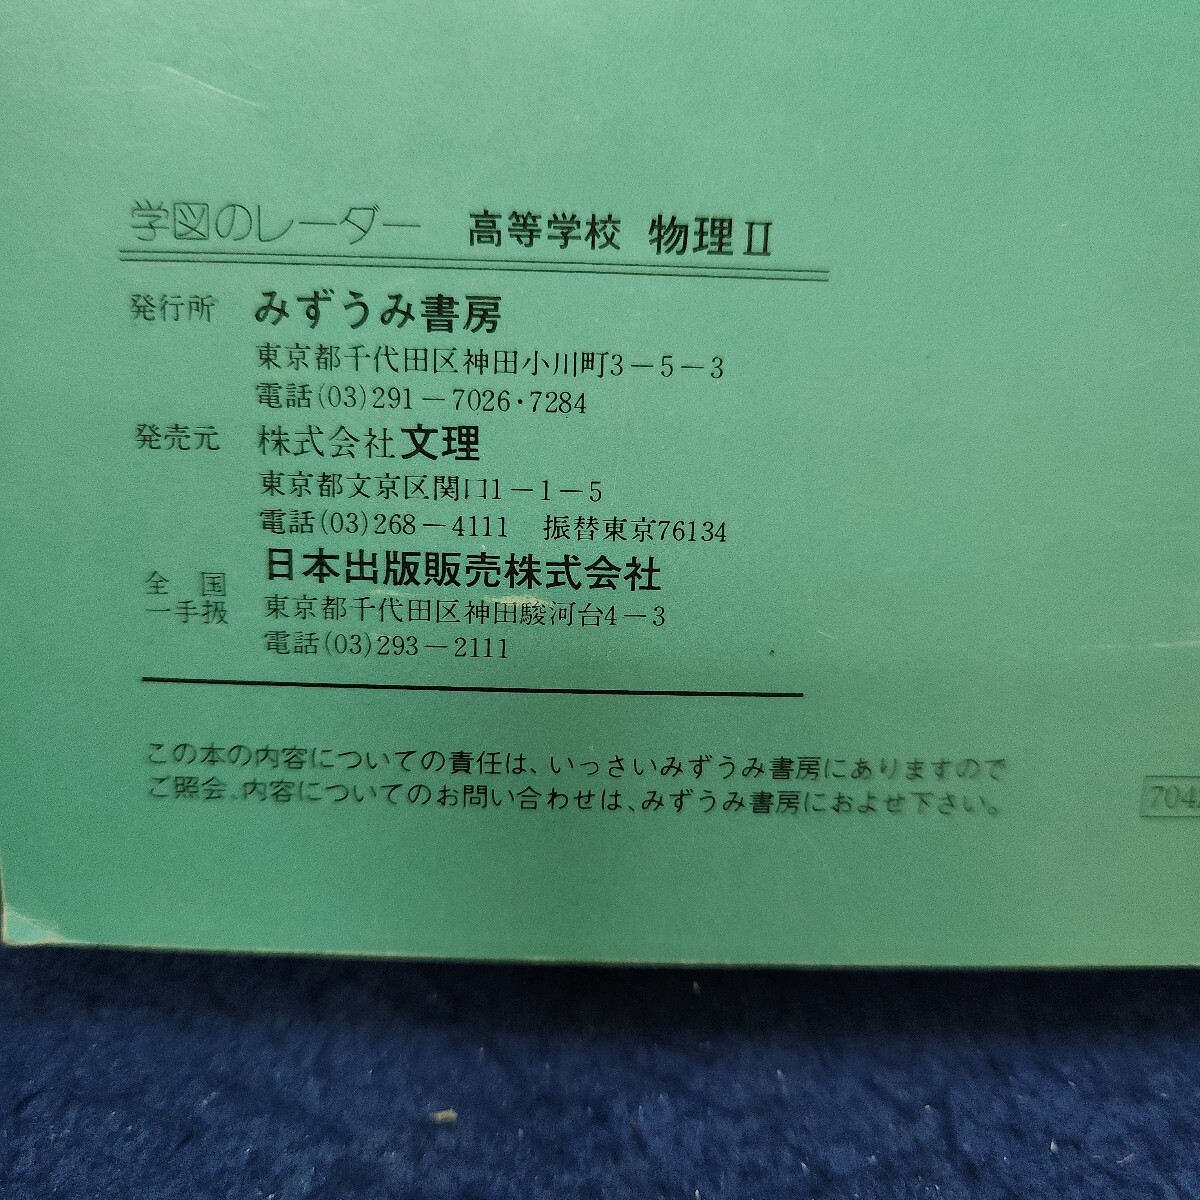 学図のレーダー 高等学校 物理II
発行所 みずうみ書房
東京都千代田区神田小川町3-5-3
電話(03)291-7026・7284
発売元 株式会社文理
東京都文京区関口1-1-5
電話(03)268-4111 振替東京76134
全国一手扱 日本出版販売株式会社
東京都千代田区神田駿河台4-3
電話(03)293-2111
この本の内容についての責任は、いっさいみずうみ書房にありますので
ご照会、内容についてのお問い合わせは、みずうみ書房におよせ下さい。
704